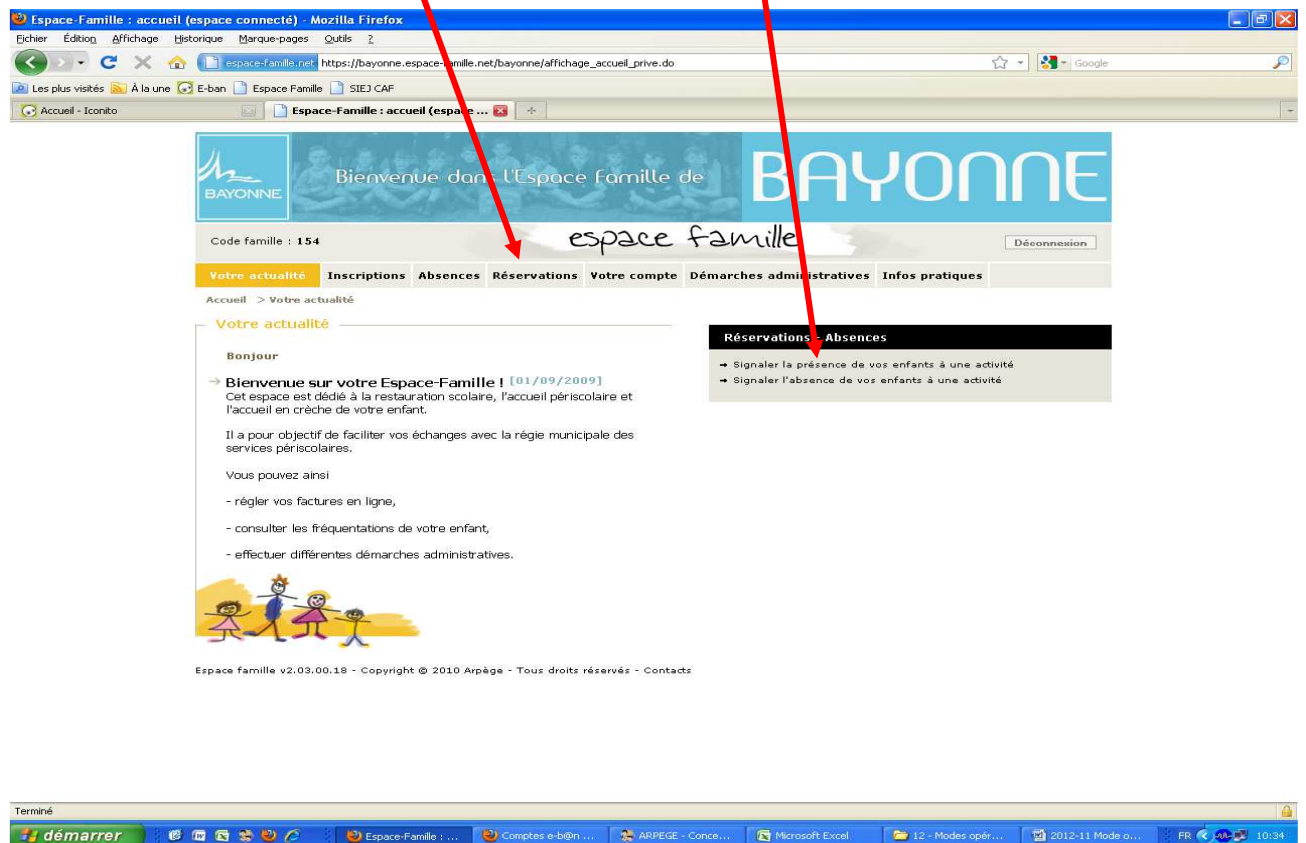 Espace-Famille : accueil (espace connecté) - Mozilla Firefox
Fichier Édition Affichage Historique Marque-pages Outils ?
espace-famille.net https://bayonne.espace-famille.net/bayonne/affichage_accueil_prive.do Google
Les plus visités À la une E-ban Espace Famille SIEJ CAF
Accueil - Iconito Espace-Famille : accueil (espace ...
BAYONNE Bienvenue dans l'Espace Famille de BAYONNE
Code famille : 154 espace famille Déconnexion
Votre actualité Inscriptions Absences Réservations Votre compte Démarches administratives Infos pratiques
Accueil > Votre actualité
Votre actualité
Bonjour
Bienvenue sur votre Espace-Famille ! [01/09/2009]
Cet espace est dédié à la restauration scolaire, l'accueil périscolaire et
l'accueil en crèche de votre enfant.
Il a pour objectif de faciliter vos échanges avec la régie municipale des
services périscolaires.
Vous pouvez ainsi
- régler vos factures en ligne,
- consulter les fréquentations de votre enfant,
- effectuer différentes démarches administratives.
Réservations - Absences
Signaler la présence de vos enfants à une activité
Signaler l'absence de vos enfants à une activité
Espace famille v2.03.00.18 - Copyright © 2010 Arpège - Tous droits réservés - Contacts
Terminé
démarrer Espace-Famille : ... Comptes e-b@n ... ARPEGE - Conce... Microsoft Excel 12 - Modes opér... 2012-11 Mode o... FR 10:34